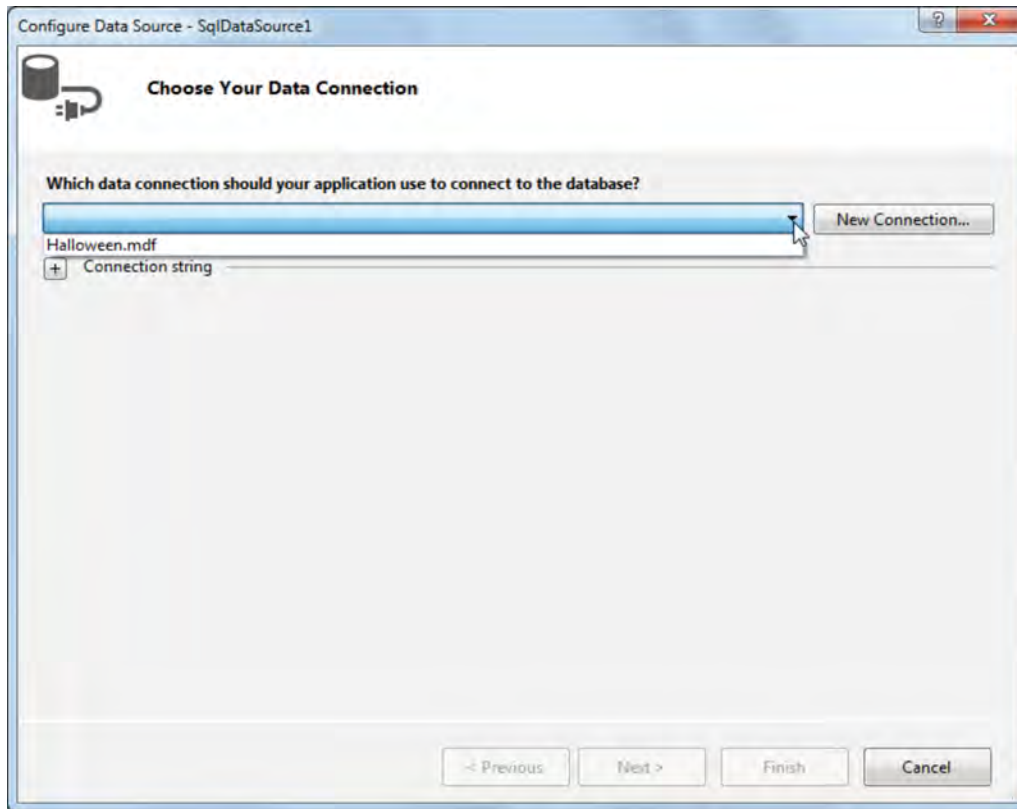 Configure Data Source - SqlDataSource1
?
Choose Your Data Connection
Which data connection should your application use to connect to the database?
New Connection...
Halloween.mdf
+ Connection string
< Previous
Next >
Finish
Cancel